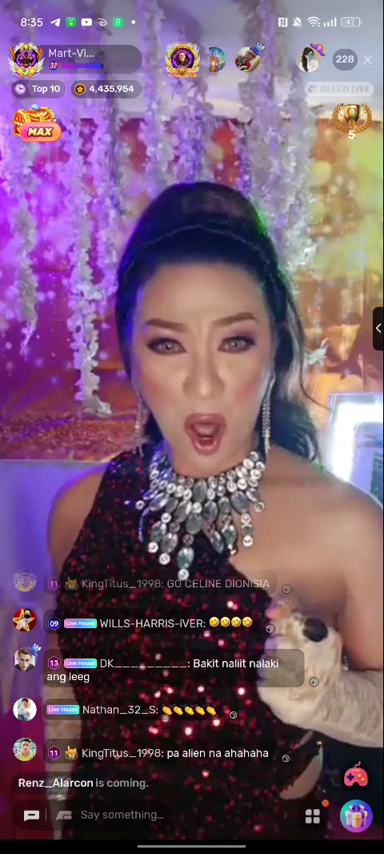 8:35
42
Mart-Vi...
32
228
Top 10
4,435,954
BLUED LIVE
MAX
5
11 KingTitus_1998: GO CELINE DIONISIA
09 Live House WILLS-HARRIS-IVER: 🤣🤣🤣🤣
13 Live House DK__________: Bakit naliit nalaki
ang leeg
Live House Nathan_32_S: 👏👏👏👏👏
11 KingTitus_1998: pa alien na ahahaha
Renz_Alarcon is coming.
Say something...